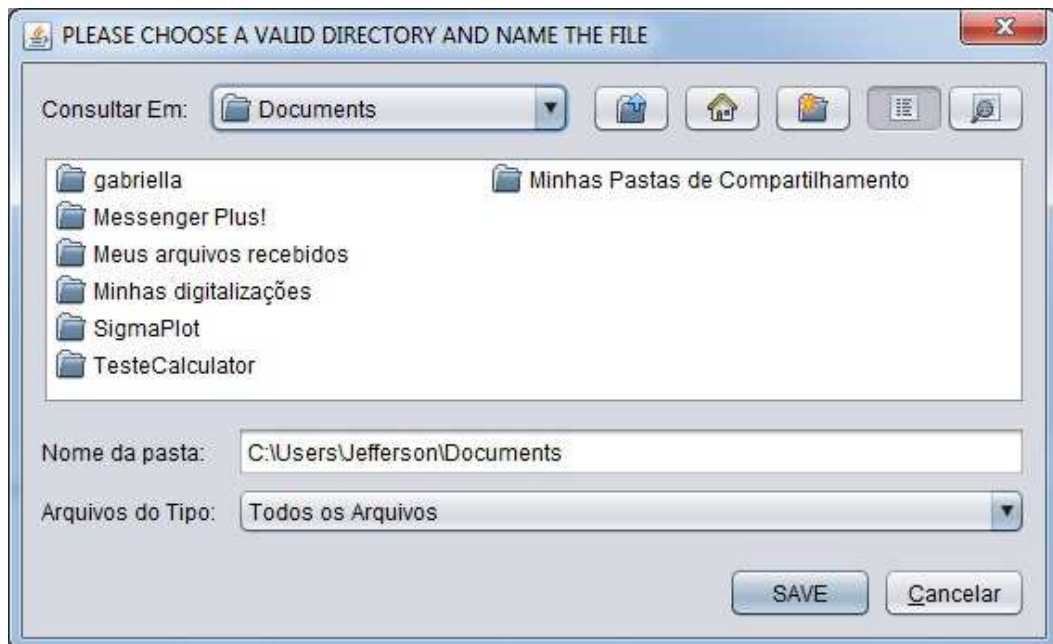 PLEASE CHOOSE A VALID DIRECTORY AND NAME THE FILE
Consultar Em: Documents
gabriella
Minhas Pastas de Compartilhamento
Messenger Plus!
Meus arquivos recebidos
Minhas digitalizações
SigmaPlot
TesteCalculator
Nome da pasta: C:\Users\Jefferson\Documents
Arquivos do Tipo: Todos os Arquivos
SAVE Cancelar